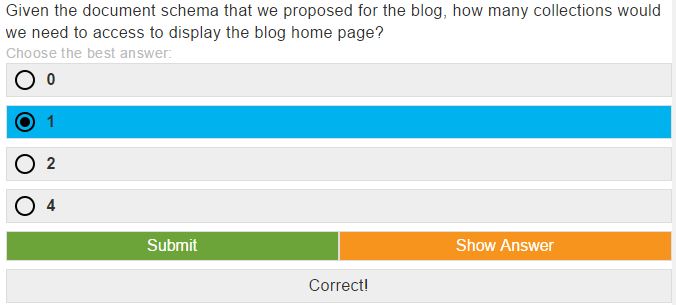 Given the document schema that we proposed for the blog, how many collections would
we need to access to display the blog home page?
Choose the best answer:
0
1
2
4
Submit Show Answer
Correct!